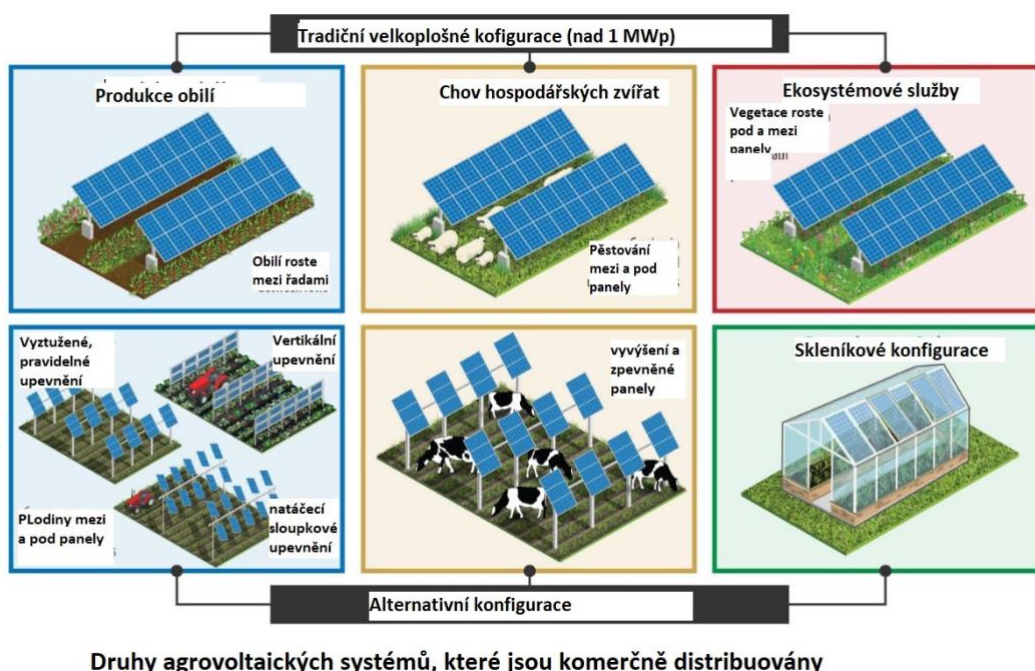 Tradiční velkoplošné kofigurace (nad 1 MWp)
Produkce obilí
Obilí roste
mezi řadami
Chov hospodářských zvířat
Pěstování
mezi a pod
panely
Ekosystémové služby
Vegetace roste
pod a mezi
panely
Vyztužené,
pravidelné
upevnění
Vertikální
upevnění
PLodiny mezi
a pod panely
natáčecí
sloupkové
upevnění
vyvýšení a
zpevněné
panely
Skleníkové konfigurace
Alternativní konfigurace
Druhy agrovoltaických systémů, které jsou komerčně distribuovány